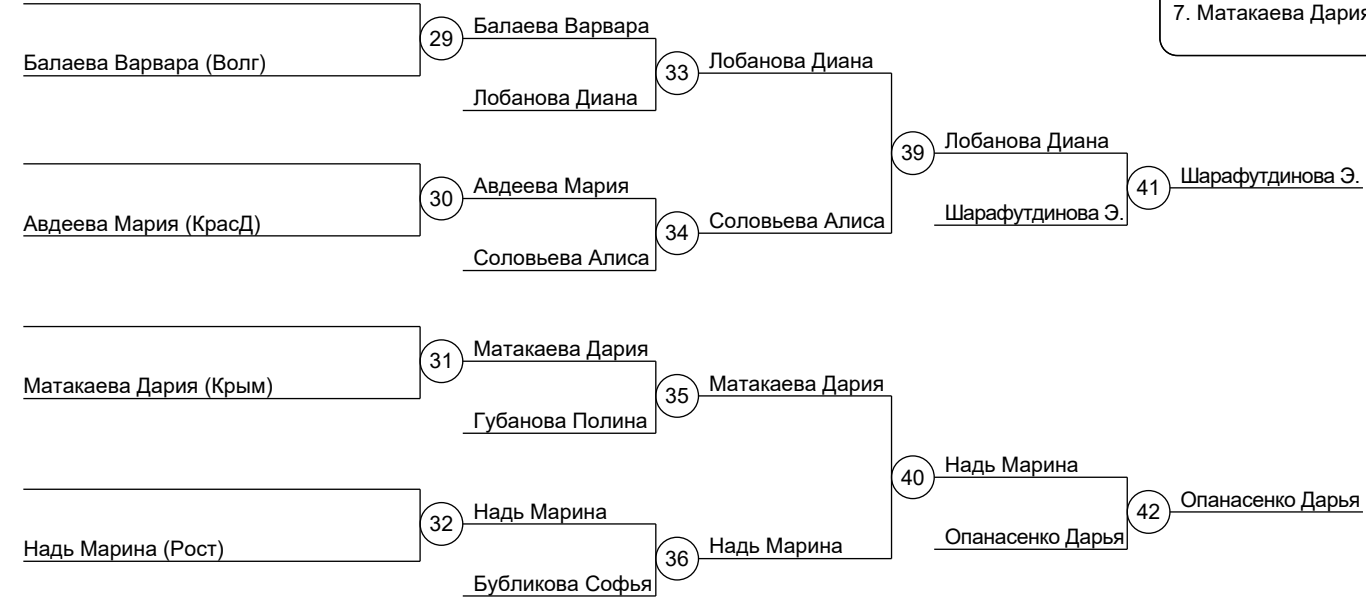 7. Матакаева Дария
Балаева Варвара
29
Балаева Варвара (Волг)
Лобанова Диана
33
Лобанова Диана
Лобанова Диана
39
Авдеева Мария
30
Шарафутдинова Э.
41
Шарафутдинова Э.
Авдеева Мария (КрасД)
Соловьева Алиса
34
Соловьева Алиса
Матакаева Дария
31
Матакаева Дария (Крым)
Матакаева Дария
35
Губанова Полина
Надь Марина
40
Опанасенко Дарья
42
Надь Марина
32
Опанасенко Дарья
Надь Марина (Рост)
Надь Марина
36
Бубликова Софья